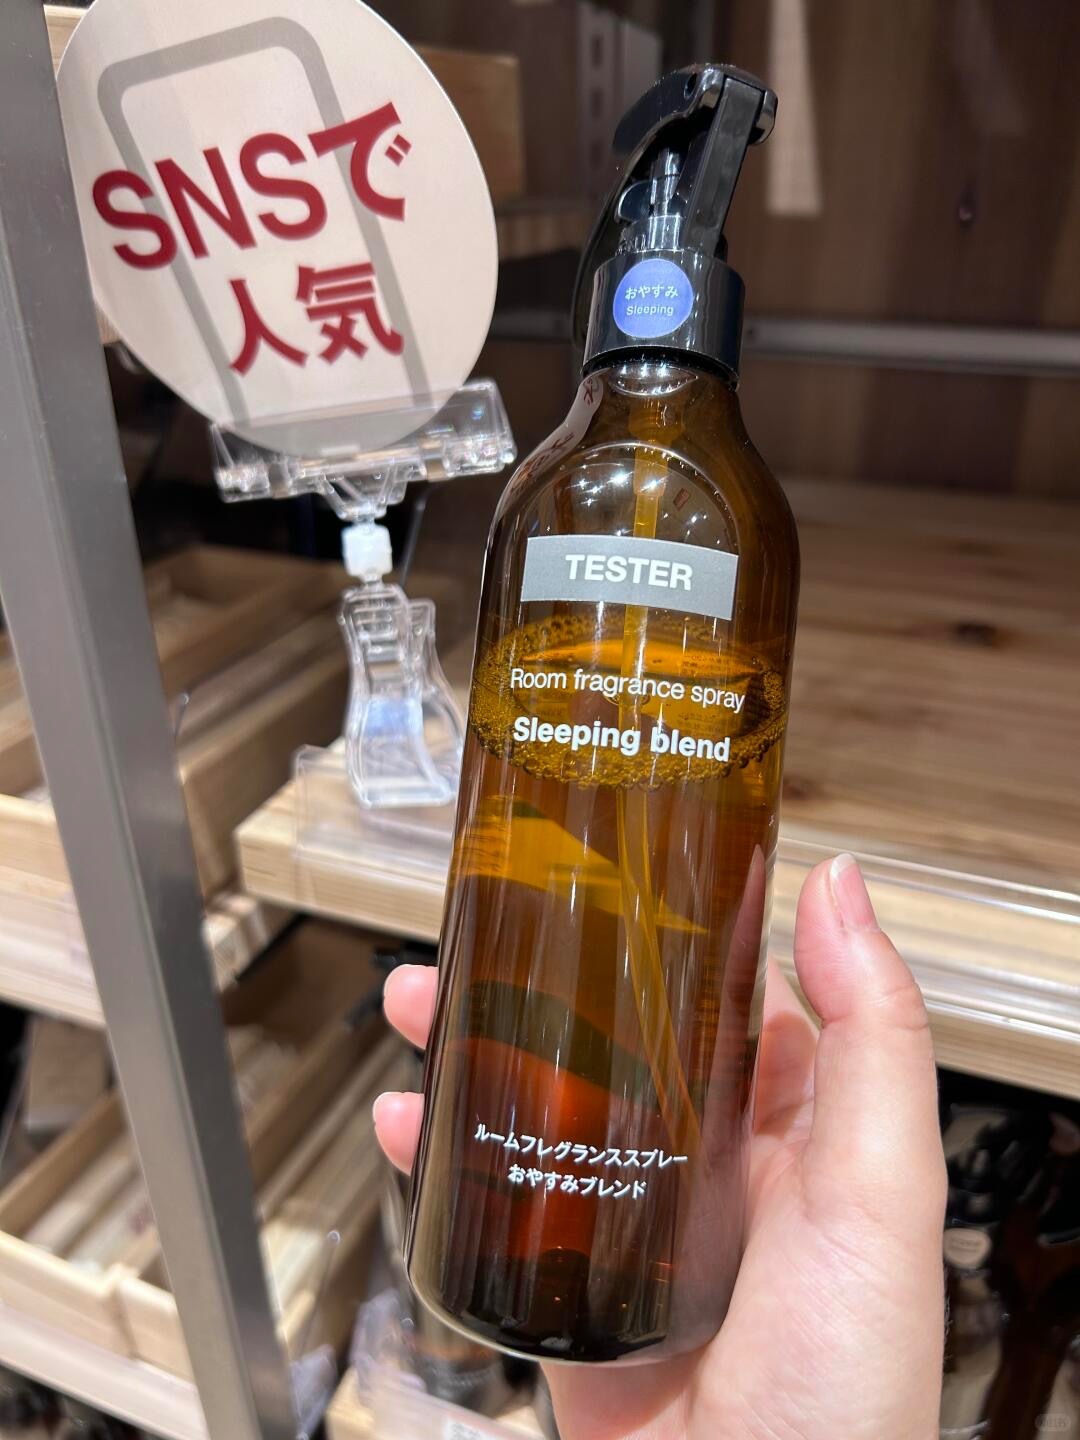 SNSで
人気
おやすみ
Sleeping
TESTER
Room fragrance spray
Sleeping blend
ルームフレグランススプレー
おやすみブレンド